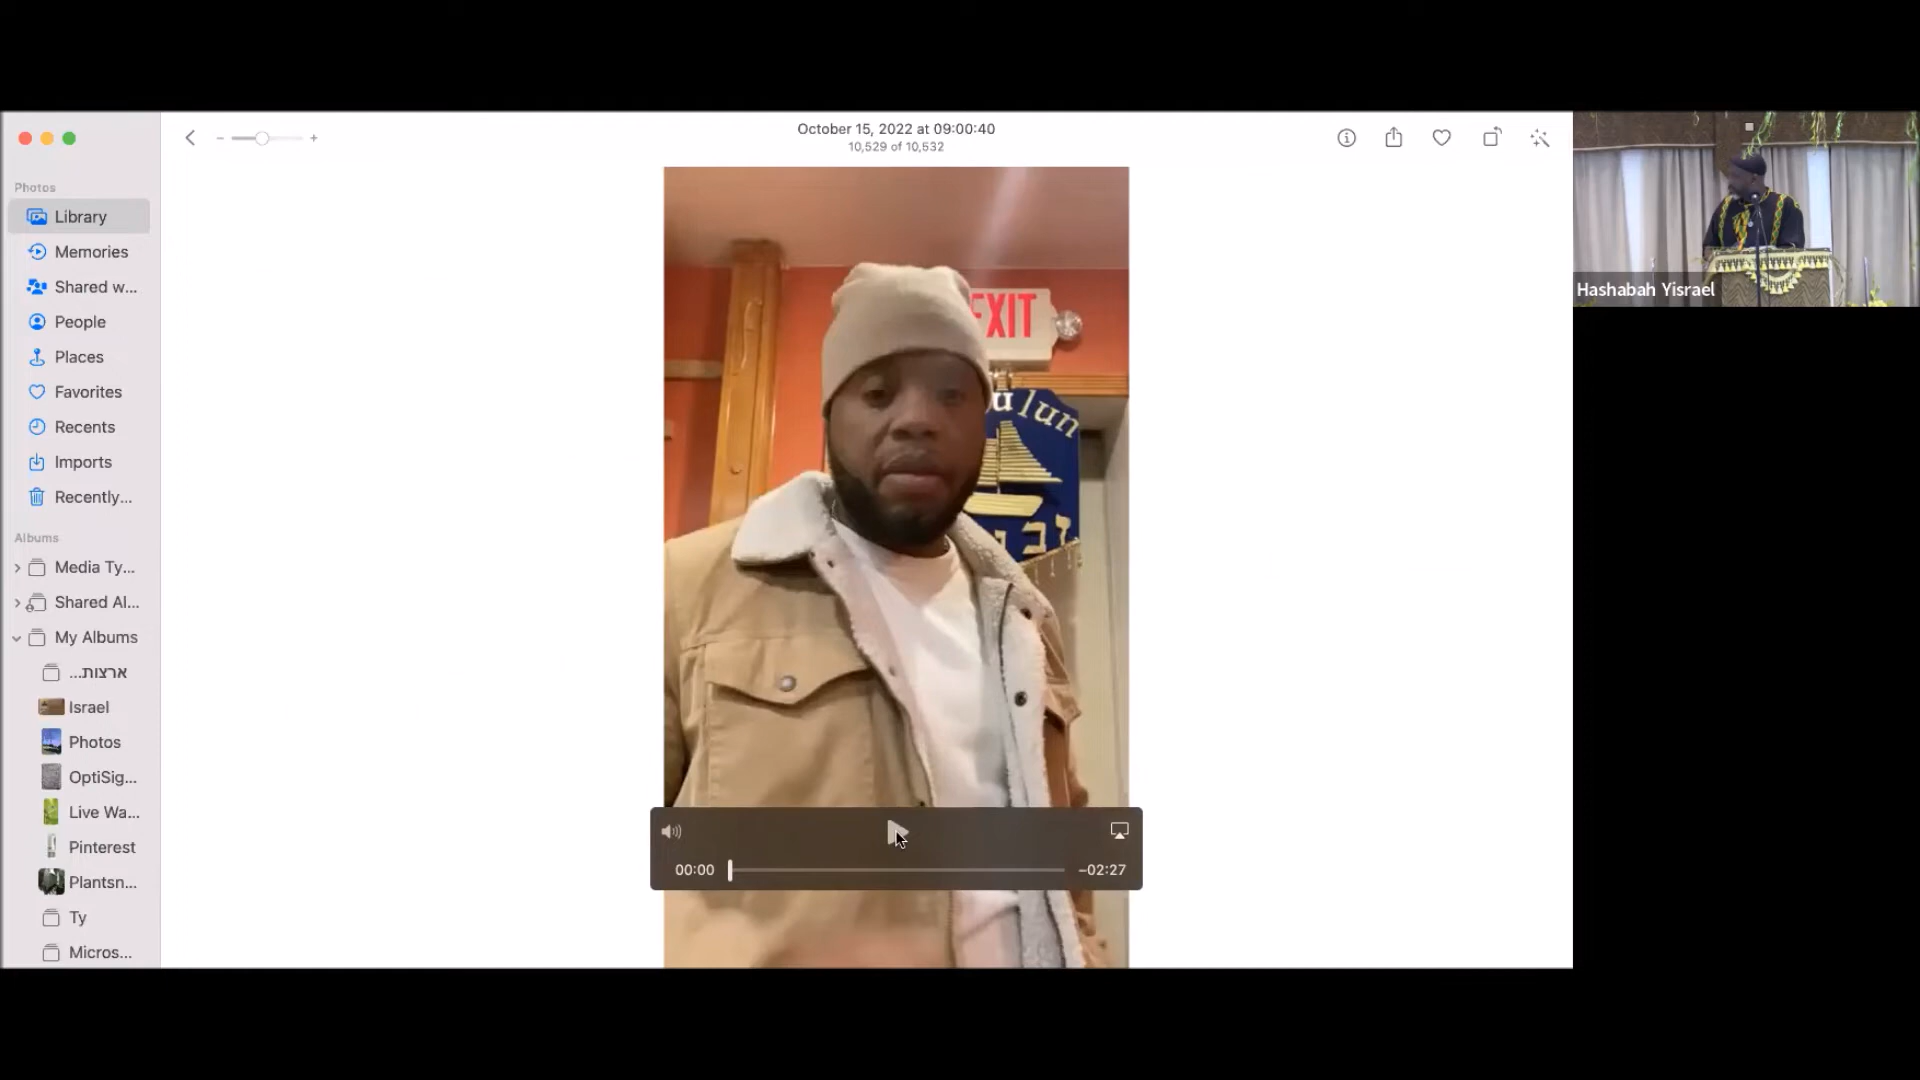 Photos
Library
Memories
Shared w...
People
Places
Favorites
Recents
Imports
Recently...
Albums
Media Ty...
Shared Al...
My Albums
ארצות...
Israel
Photos
OptiSig...
Live Wa...
Pinterest
Plantsn...
Ty
Micros...
October 15, 2022 at 09:00:40
10,529 of 10,532
EXIT
ulun
00:00
−02:27
Hashabah Yisrael